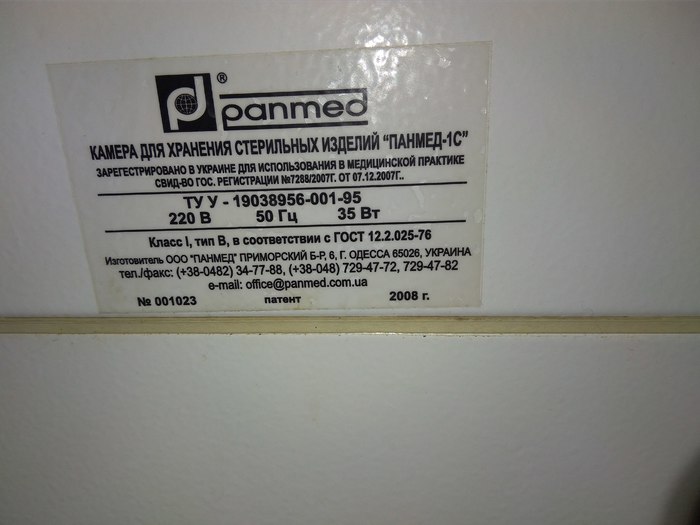 ®
panmed
КАМЕРА ДЛЯ ХРАНЕНИЯ СТЕРИЛЬНЫХ ИЗДЕЛИЙ "ПАНМЕД-1С"
ЗАРЕГЕСТРИРОВАНО В УКРАИНЕ ДЛЯ ИСПОЛЬЗОВАНИЯ В МЕДИЦИНСКОЙ ПРАКТИКЕ
СВИД-ВО ГОС. РЕГИСТРАЦИИ №7288/2007Г. ОТ 07.12.2007Г..
ТУ У - 19038956-001-95
220 В 50 Гц 35 Вт
Класс I, тип В, в соответствии с ГОСТ 12.2.025-76
Изготовитель ООО "ПАНМЕД" ПРИМОРСКИЙ Б-Р, 6, Г. ОДЕССА 65026, УКРАИНА
тел./факс: (+38-0482) 34-77-88, (+38-048) 729-47-72, 729-47-82
e-mail: office@panmed.com.ua
№ 001023 патент 2008 г.